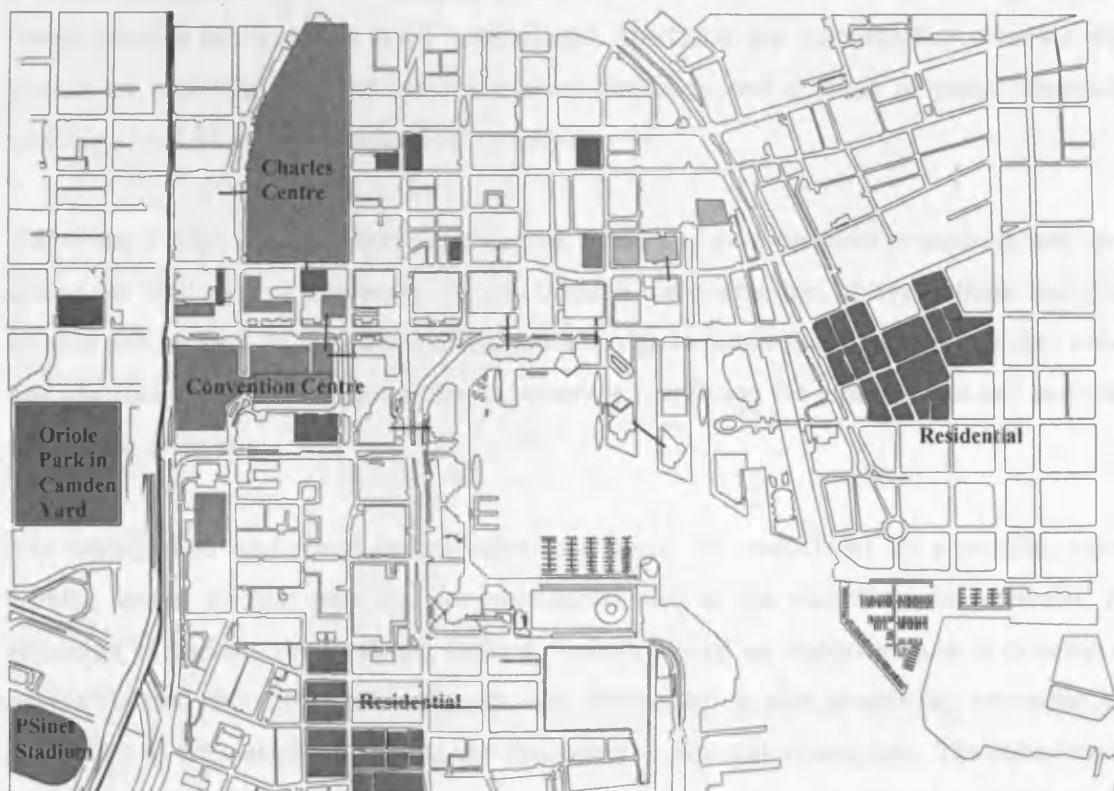 Charles
Centre
Convention Centre
Oriole
Park in
Camden
Yard
Residential
Residential
PSinet
Stadium